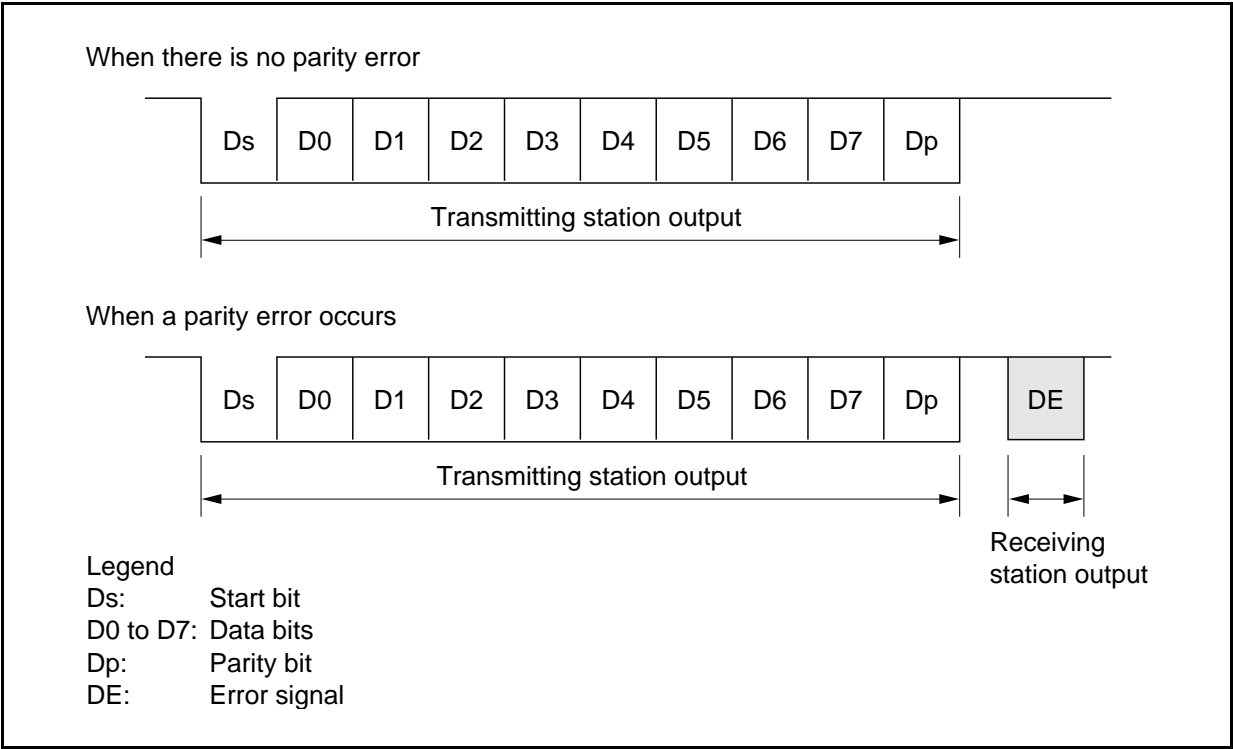 When there is no parity error
Ds D0 D1 D2 D3 D4 D5 D6 D7 Dp
Transmitting station output
When a parity error occurs
Ds D0 D1 D2 D3 D4 D5 D6 D7 Dp DE
Transmitting station output
Receiving
station output
Legend
Ds: Start bit
D0 to D7: Data bits
Dp: Parity bit
DE: Error signal